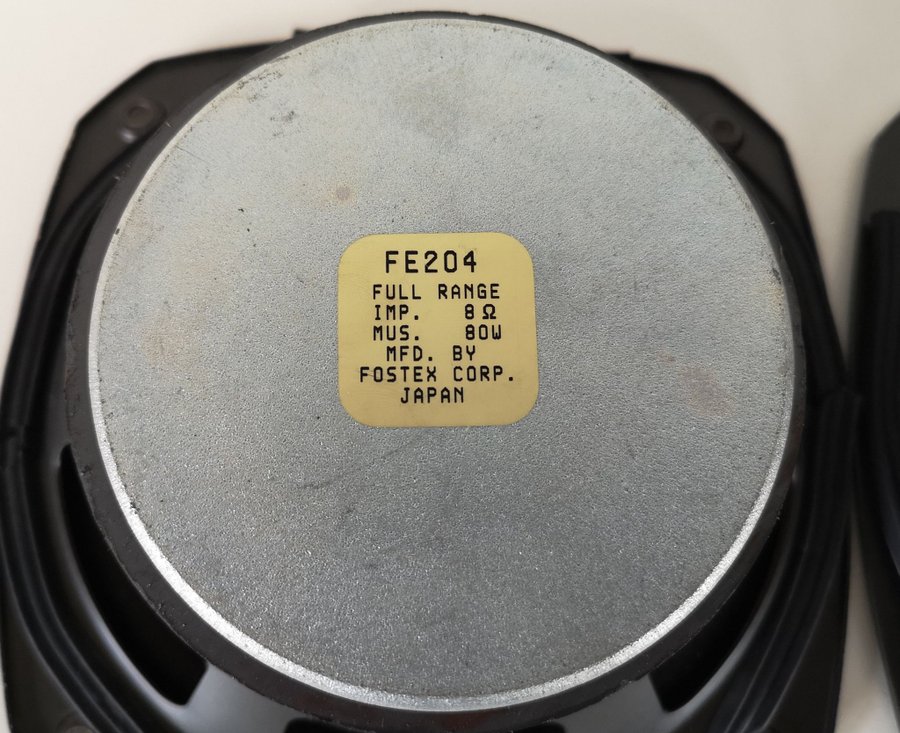 FE204
FULL RANGE
IMP. 8Ω
MUS. 80W
MFD. BY
FOSTEX CORP.
JAPAN